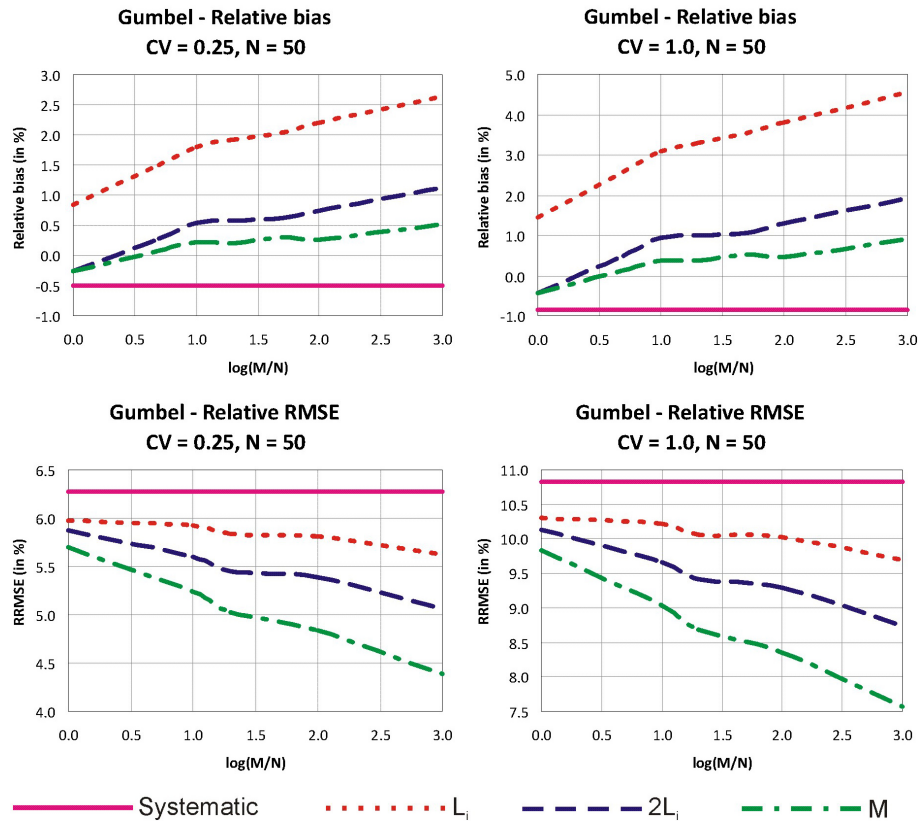 Gumbel - Relative bias
CV = 0.25, N = 50
Relative bias (in %)
3.0
2.5
2.0
1.5
1.0
0.5
0.0
-0.5
-1.0
0.0 0.5 1.0 1.5 2.0 2.5 3.0
log(M/N)
Gumbel - Relative bias
CV = 1.0, N = 50
Relative bias (in %)
5.0
4.0
3.0
2.0
1.0
0.0
-1.0
0.0 0.5 1.0 1.5 2.0 2.5 3.0
log(M/N)
Gumbel - Relative RMSE
CV = 0.25, N = 50
RRMSE (in %)
6.5
6.0
5.5
5.0
4.5
4.0
0.0 0.5 1.0 1.5 2.0 2.5 3.0
log(M/N)
Gumbel - Relative RMSE
CV = 1.0, N = 50
RRMSE (in %)
11.0
10.5
10.0
9.5
9.0
8.5
8.0
7.5
0.0 0.5 1.0 1.5 2.0 2.5 3.0
log(M/N)
Systematic Li 2Li M